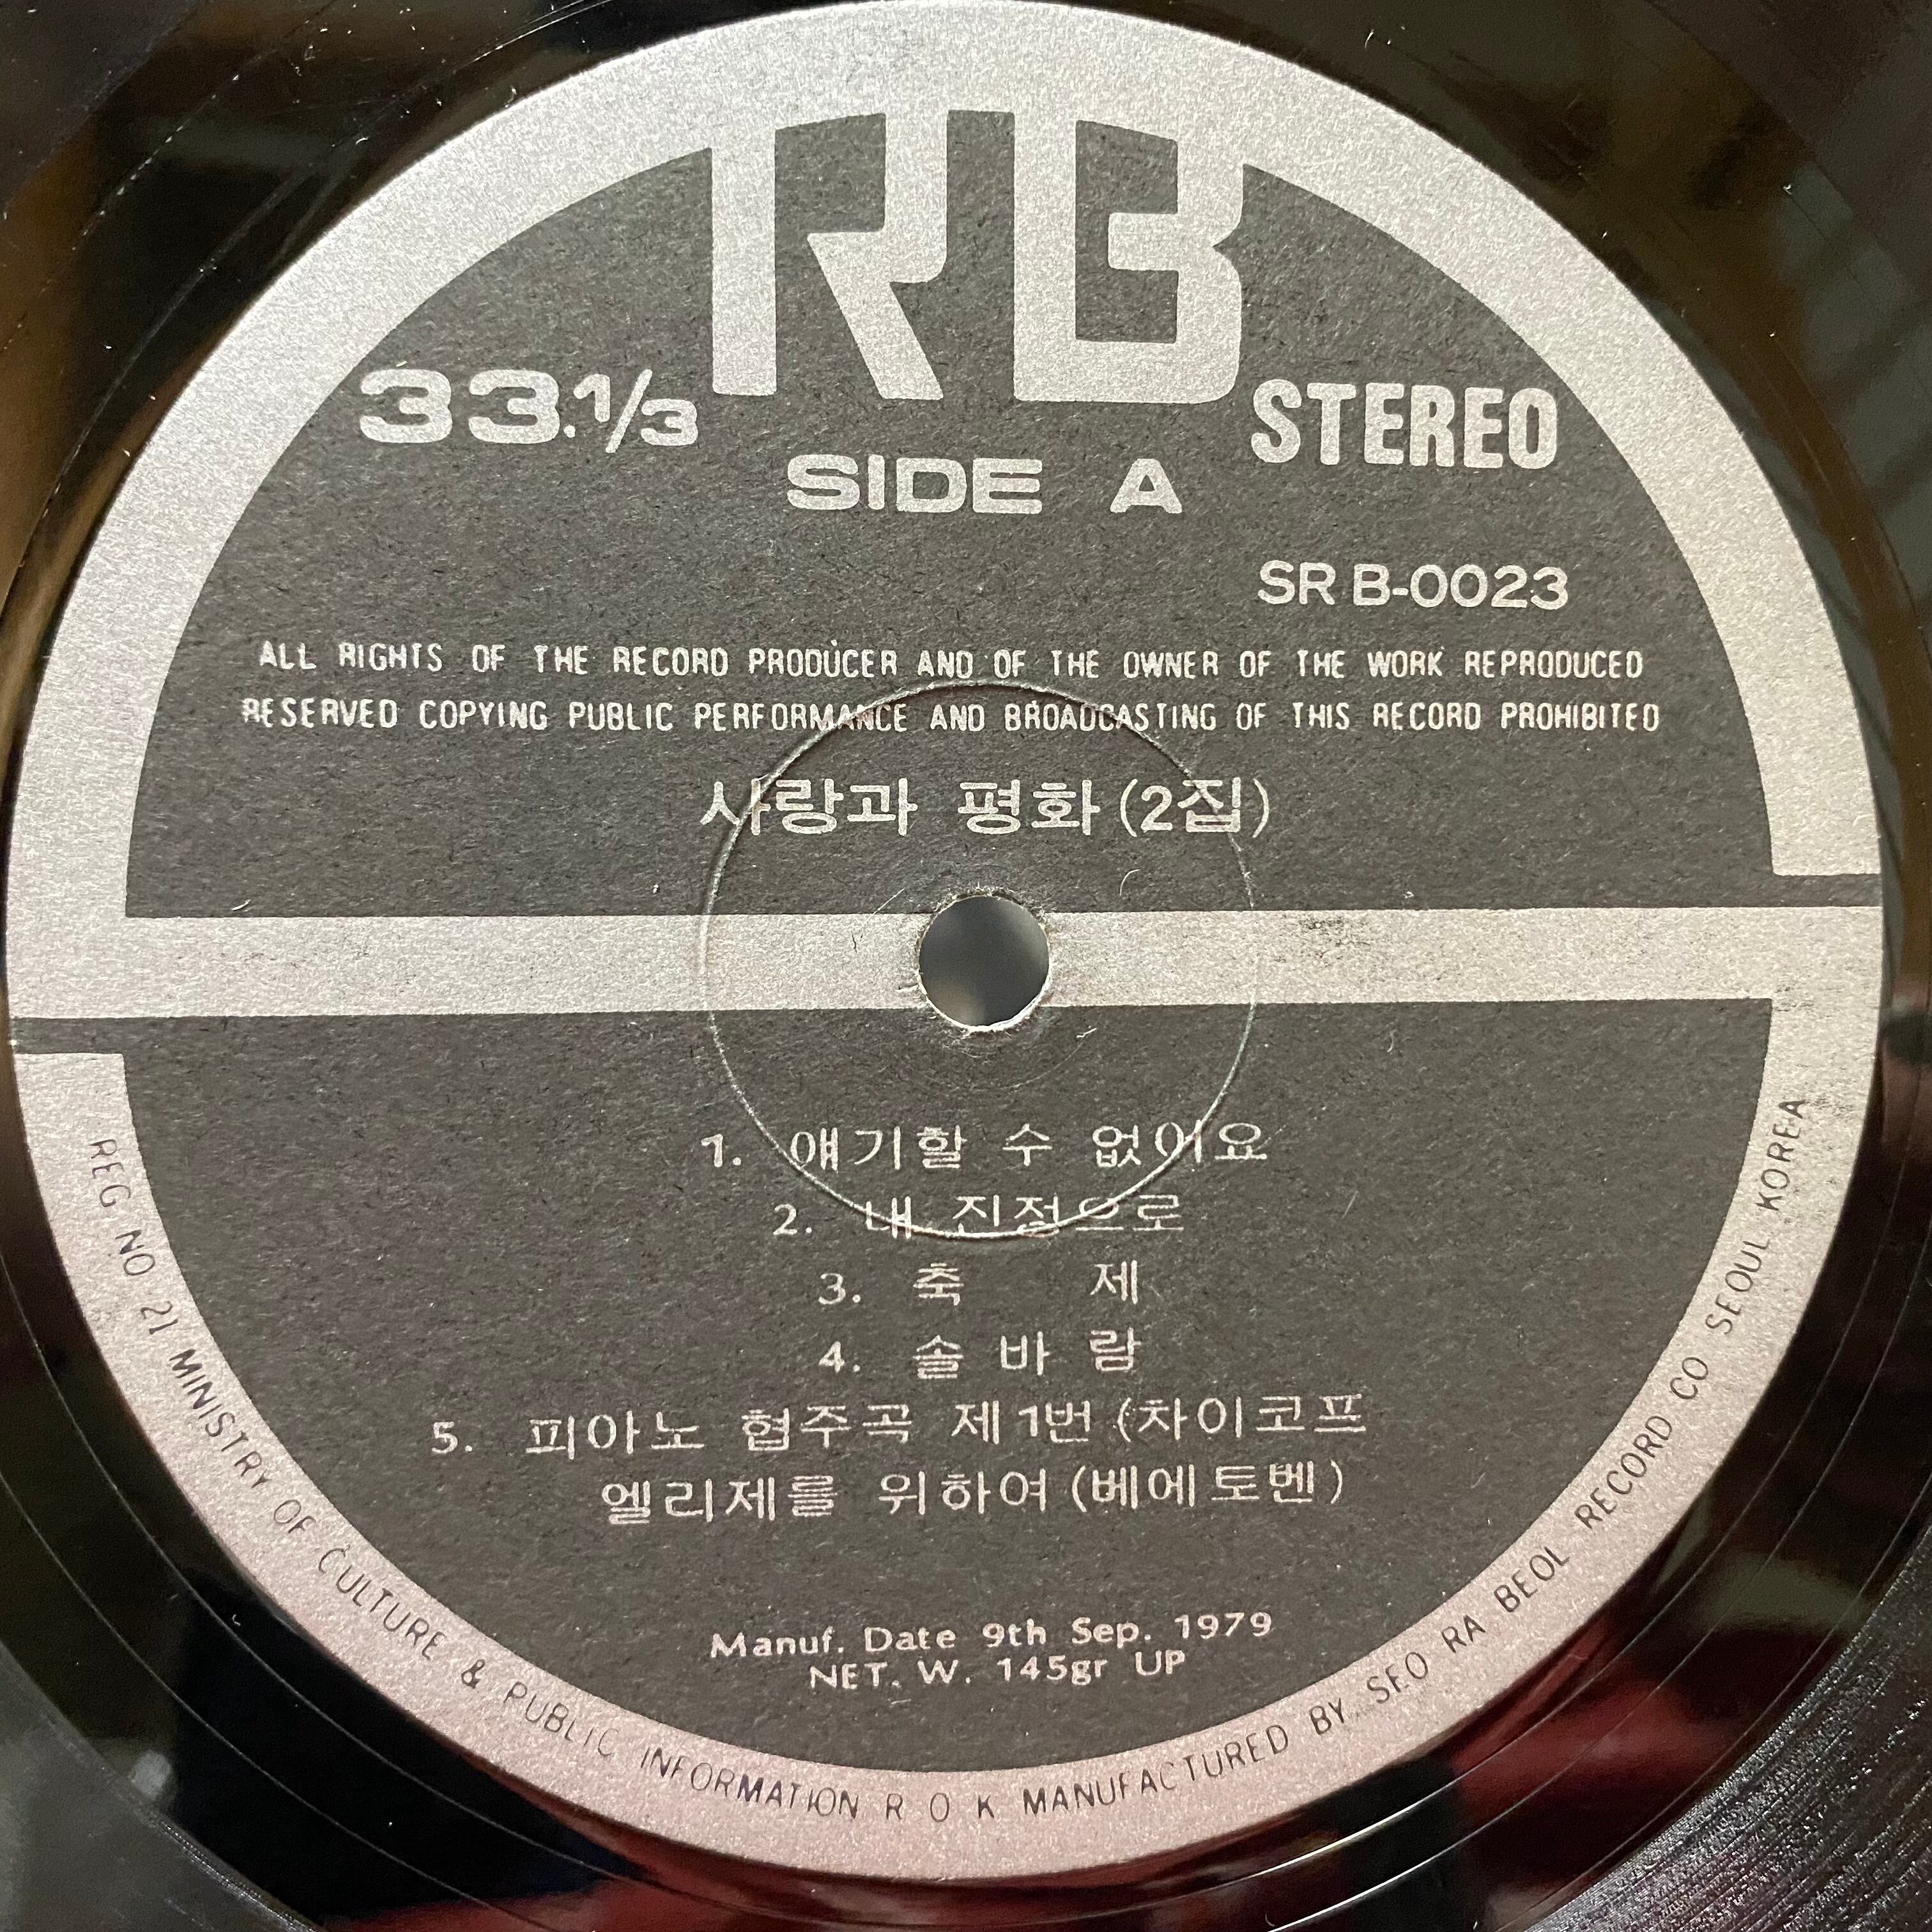 RB
33.1/3
STEREO
SIDE A
SR B-0023
ALL RIGHTS OF THE RECORD PRODUCER AND OF THE OWNER OF THE WORK REPRODUCED
RESERVED COPYING PUBLIC PERFORMANCE AND BROADCASTING OF THIS RECORD PROHIBITED
사랑과 평화 (2집)
1. 얘기할 수 없어요
2. 내 진정으로
3. 축 제
4. 솔 바 람
5. 피아노 협주곡 제1번 (차이코프
엘리제를 위하여 (베에토벤)
Manuf. Date 9th Sep. 1979
NET. W. 145gr UP
REG NO 21 MINISTRY OF CULTURE & PUBLIC INFORMATION R O K MANUFACTURED BY SEO RA BEOL RECORD CO SEOUL KOREA